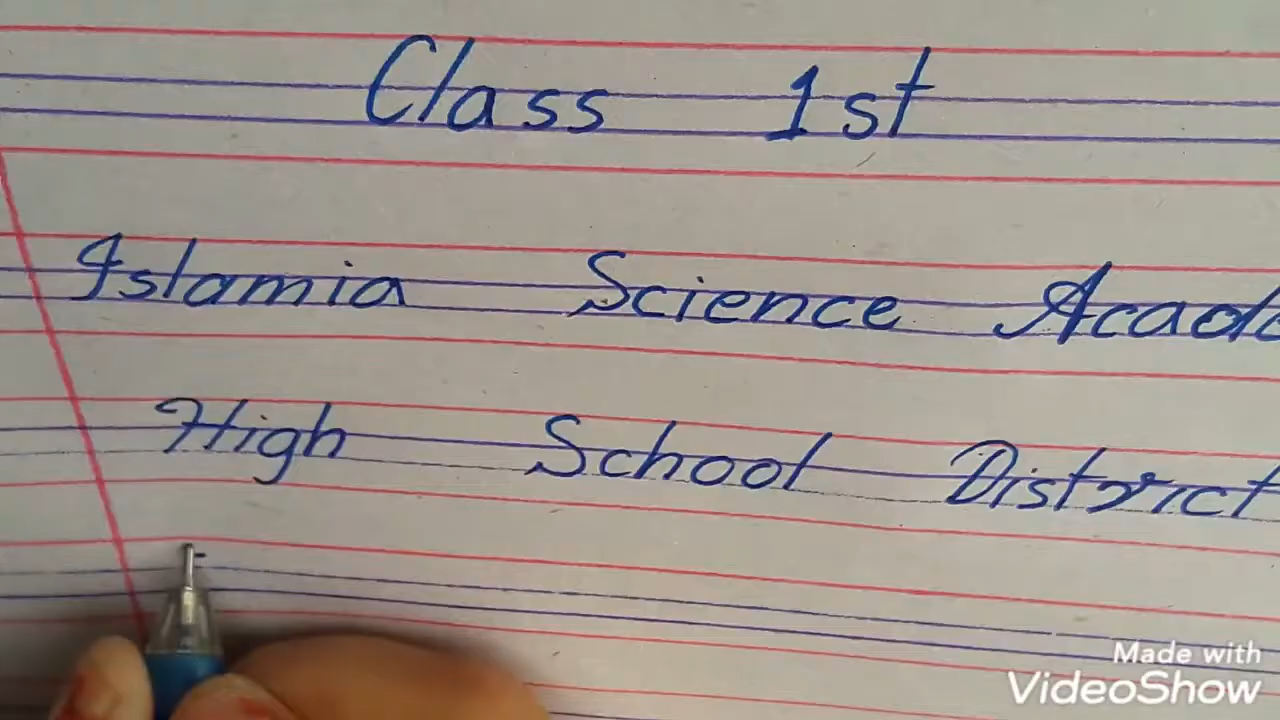 Class 1st
Islamia Science
High School District
Made with
VideoShow